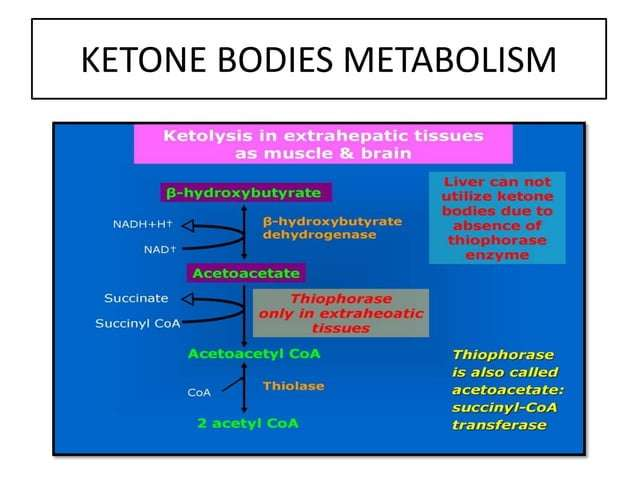 KETONE BODIES METABOLISM
Ketolysis in extrahepatic tissues
as muscle & brain
β-hydroxybutyrate
Liver can not
utilize ketone
bodies due to
absence of
thiophorase
enzyme
NADH+H†
NAD†
β-hydroxybutyrate
dehydrogenase
Acetoacetate
Succinate
Succinyl CoA
Thiophorase
only in extraheoatic
tissues
Acetoacetyl CoA
CoA
Thiolase
2 acetyl CoA
Thiophorase
is also called
acetoacetate:
succinyl-CoA
transferase